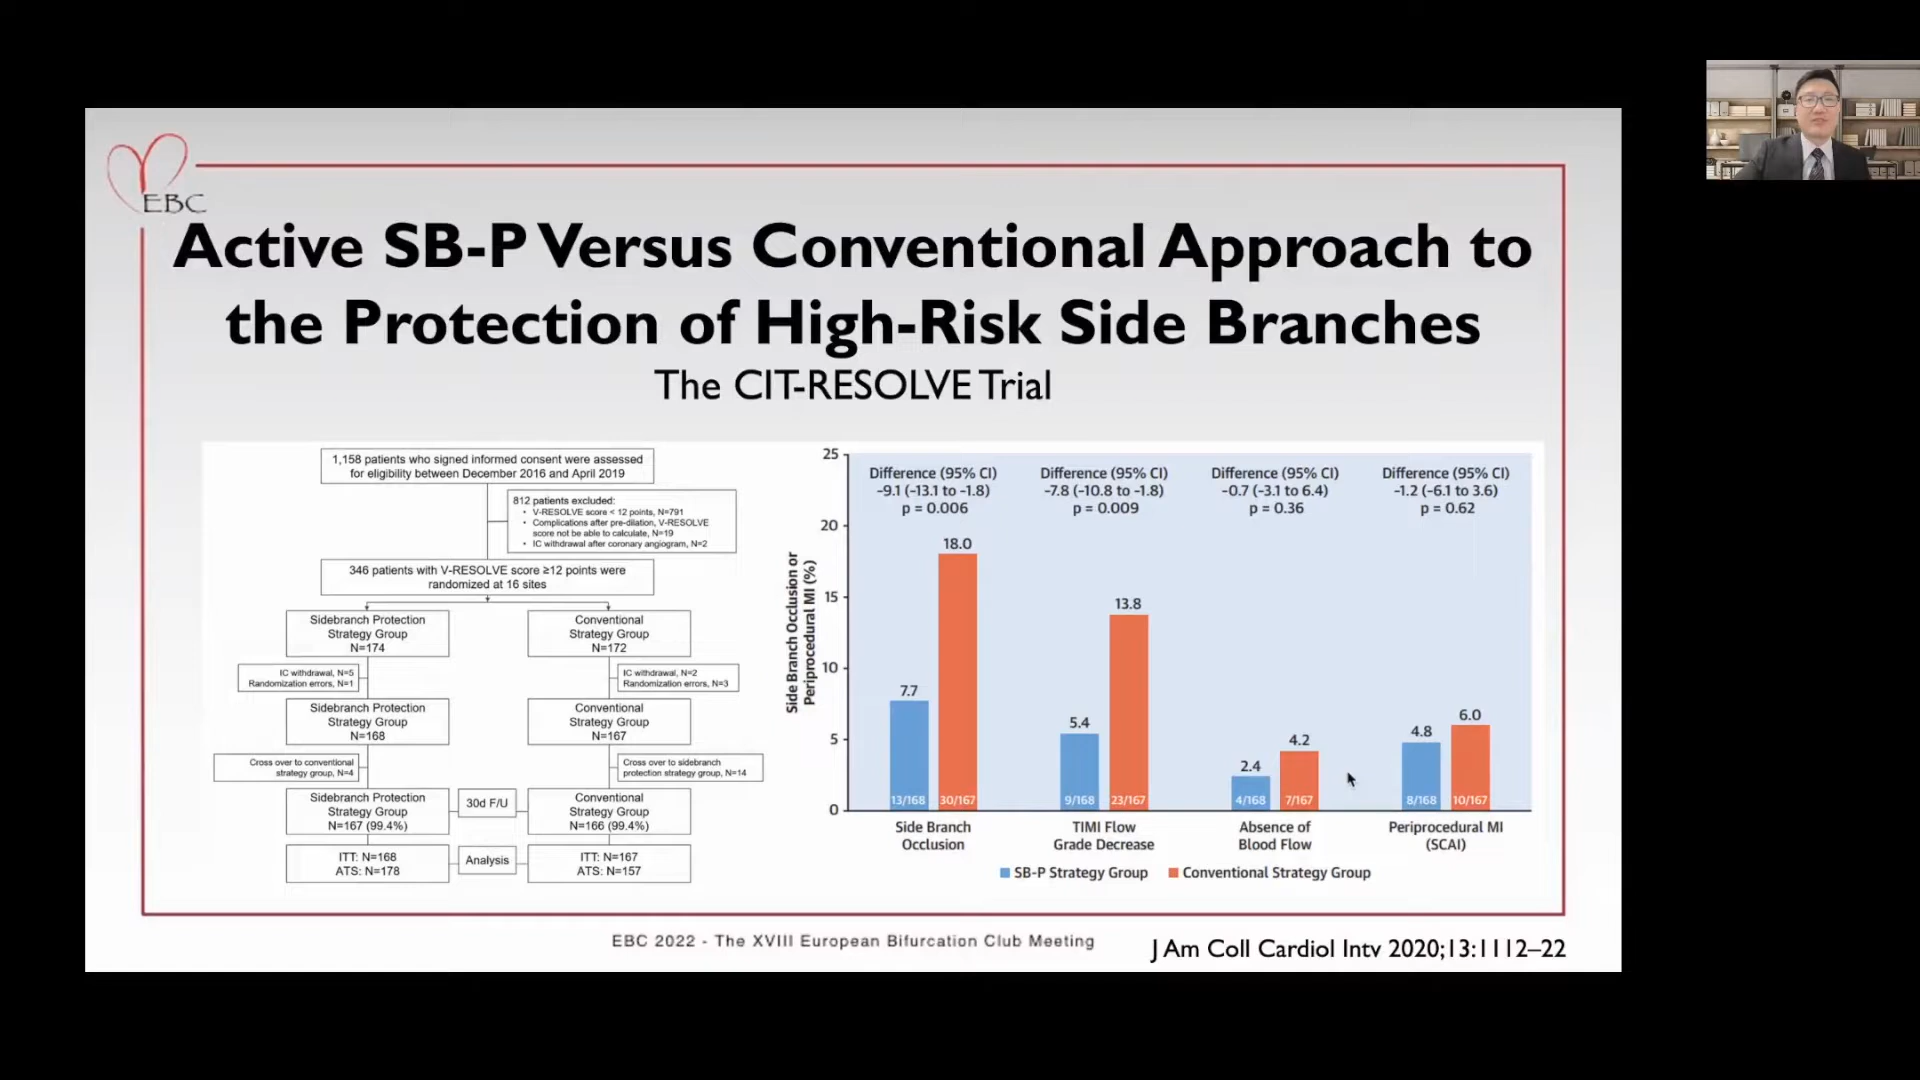 EBC
Active SB-P Versus Conventional Approach to
the Protection of High-Risk Side Branches
The CIT-RESOLVE Trial
1,158 patients who signed informed consent were assessed
for eligibility between December 2016 and April 2019
812 patients excluded:
• V-RESOLVE score < 12 points, N=791
• Complications after pre-dilation, V-RESOLVE
score not be able to calculate, N=19
• IC withdrawal after coronary angiogram, N=2
346 patients with V-RESOLVE score ≥12 points were
randomized at 16 sites
Sidebranch Protection
Strategy Group
N=174
Conventional
Strategy Group
N=172
IC withdrawal, N=5
Randomization errors, N=1
IC withdrawal, N=2
Randomization errors, N=3
Sidebranch Protection
Strategy Group
N=168
Conventional
Strategy Group
N=167
Cross over to conventional
strategy group, N=4
Cross over to sidebranch
protection strategy group, N=14
Sidebranch Protection
Strategy Group
N=167 (99.4%)
30d F/U
Conventional
Strategy Group
N=166 (99.4%)
ITT: N=168
ATS: N=178
Analysis
ITT: N=167
ATS: N=157
Side Branch Occlusion or
Periprocedural MI (%)
25
20
15
10
5
0
Difference (95% CI)
-9.1 (-13.1 to -1.8)
p = 0.006
Difference (95% CI)
-7.8 (-10.8 to -1.8)
p = 0.009
Difference (95% CI)
-0.7 (-3.1 to 6.4)
p = 0.36
Difference (95% CI)
-1.2 (-6.1 to 3.6)
p = 0.62
7.7
18.0
5.4
13.8
2.4
4.2
4.8
6.0
13/168
30/167
9/168
23/167
4/168
7/167
8/168
10/167
Side Branch
Occlusion
TIMI Flow
Grade Decrease
Absence of
Blood Flow
Periprocedural MI
(SCAI)
SB-P Strategy Group
Conventional Strategy Group
EBC 2022 - The XVIII European Bifurcation Club Meeting
J Am Coll Cardiol Intv 2020;13:1112–22